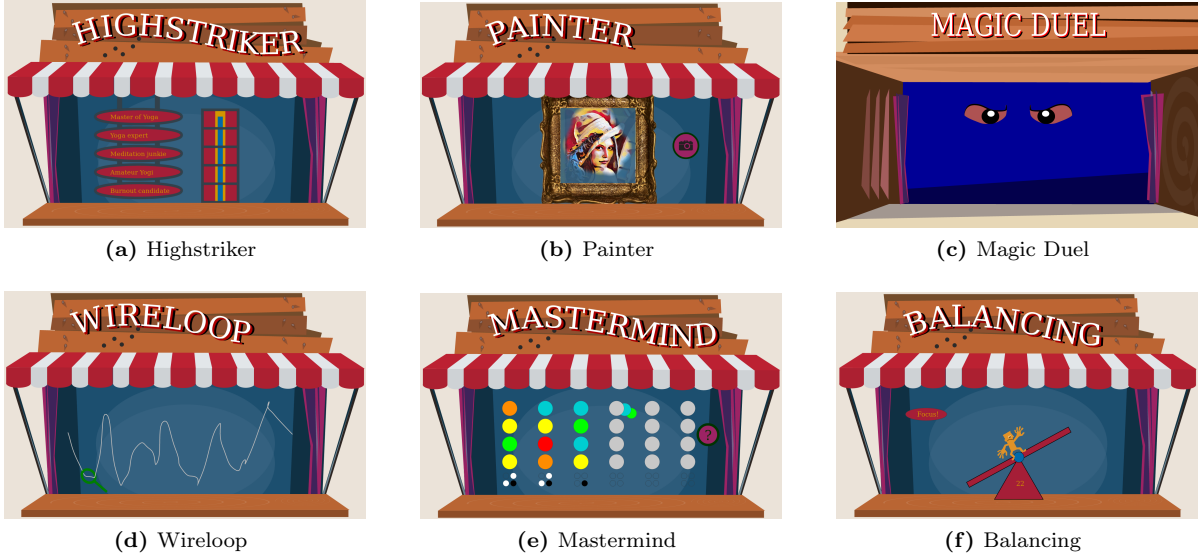 HIGHSTRIKER
Master of Yoga
Yoga expert
Meditation junkie
Amateur Yogi
Burnout candidate
(a) Highstriker
PAINTER
(b) Painter
MAGIC DUEL
(c) Magic Duel
WIRELOOP
(d) Wireloop
MASTERMIND
?
(e) Mastermind
BALANCING
Focus!
22
(f) Balancing